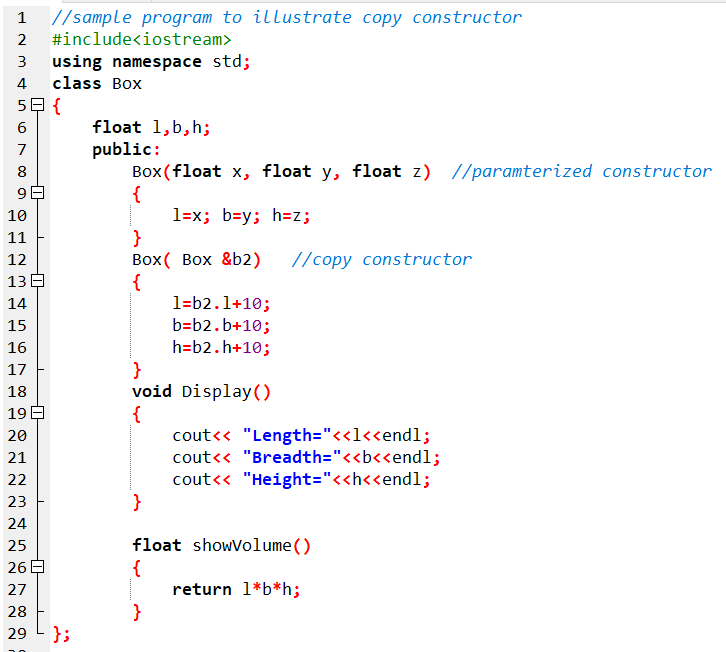 1 //sample program to illustrate copy constructor
2 #include<iostream>
3 using namespace std;
4 class Box
5 {
6 float l,b,h;
7 public:
8 Box(float x, float y, float z) //paramterized constructor
9 {
10 l=x; b=y; h=z;
11 }
12 Box( Box &b2) //copy constructor
13 {
14 l=b2.l+10;
15 b=b2.b+10;
16 h=b2.h+10;
17 }
18 void Display()
19 {
20 cout<< "Length="<<l<<endl;
21 cout<< "Breadth="<<b<<endl;
22 cout<< "Height="<<h<<endl;
23 }
24
25 float showVolume()
26 {
27 return l*b*h;
28 }
29 };